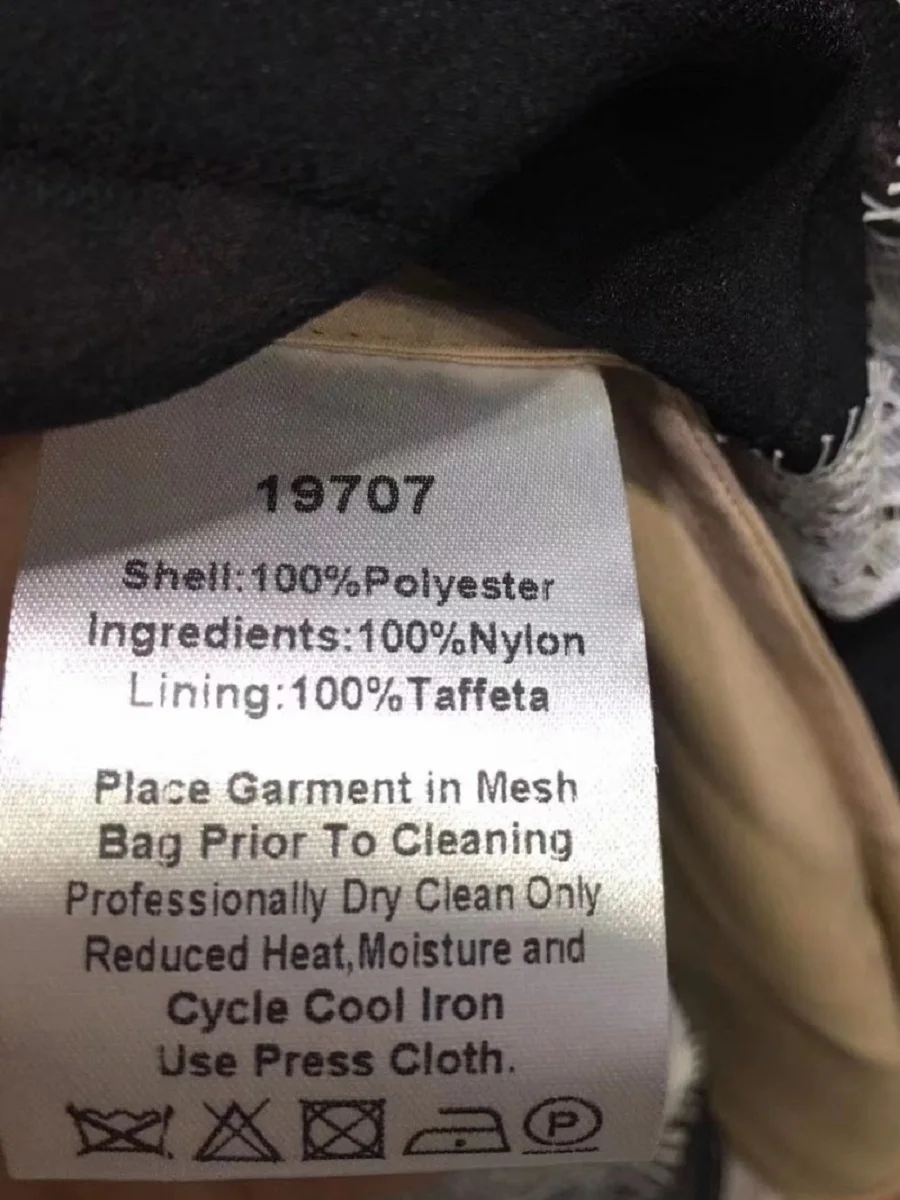 19707
Shell:100%Polyester
Ingredients:100%Nylon
Lining:100%Taffeta
Place Garment in Mesh
Bag Prior To Cleaning
Professionally Dry Clean Only
Reduced Heat,Moisture and
Cycle Cool Iron
Use Press Cloth.
P